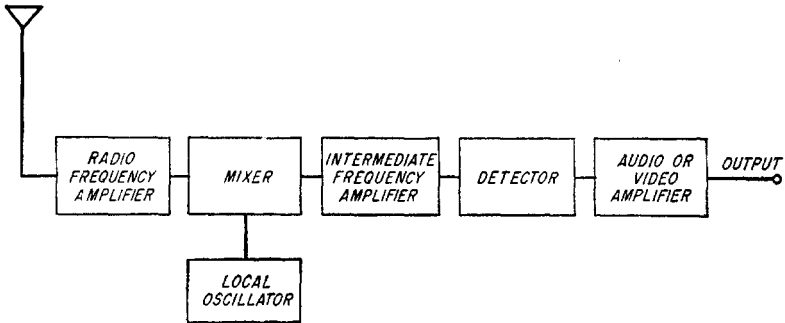 RADIO
FREQUENCY
AMPLIFIER
MIXER
INTERMEDIATE
FREQUENCY
AMPLIFIER
DETECTOR
AUDIO OR
VIDEO
AMPLIFIER
OUTPUT
LOCAL
OSCILLATOR